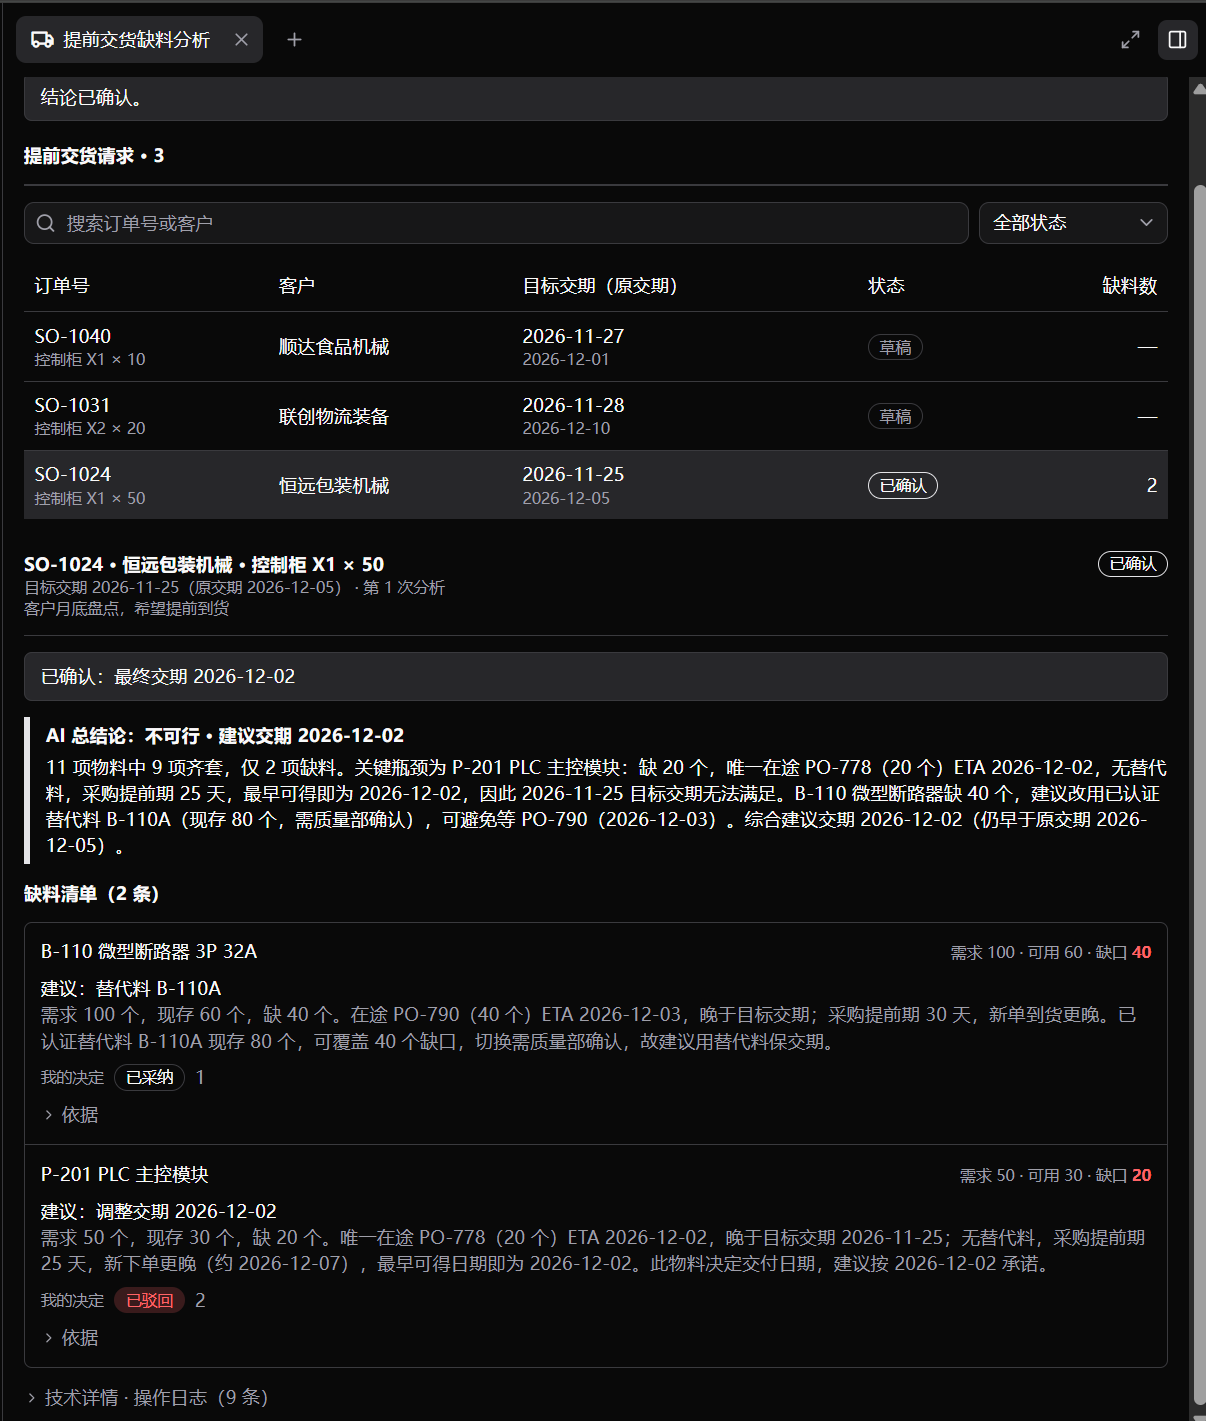 提前交货缺料分析
结论已确认。
提前交货请求 • 3
搜索订单号或客户
全部状态
订单号 客户 目标交期（原交期） 状态 缺料数
SO-1040 顺达食品机械 2026-11-27 草稿 —
控制柜 X1 × 10 2026-12-01
SO-1031 联创物流装备 2026-11-28 草稿 —
控制柜 X2 × 20 2026-12-10
SO-1024 恒远包装机械 2026-11-25 已确认 2
控制柜 X1 × 50 2026-12-05
SO-1024 • 恒远包装机械 • 控制柜 X1 × 50 已确认
目标交期 2026-11-25（原交期 2026-12-05） · 第 1 次分析
客户月底盘点，希望提前到货
已确认：最终交期 2026-12-02
AI 总结论：不可行 • 建议交期 2026-12-02
11 项物料中 9 项齐套，仅 2 项缺料。关键瓶颈为 P-201 PLC 主控模块：缺 20 个，唯一在途 PO-778（20 个）ETA 2026-12-02，无替代
料，采购提前期 25 天，最早可得即为 2026-12-02，因此 2026-11-25 目标交期无法满足。B-110 微型断路器缺 40 个，建议改用已认证
替代料 B-110A（现存 80 个，需质量部确认），可避免等 PO-790（2026-12-03）。综合建议交期 2026-12-02（仍早于原交期 2026-
12-05）。
缺料清单（2 条）
B-110 微型断路器 3P 32A 需求 100 · 可用 60 · 缺口 40
建议：替代料 B-110A
需求 100 个，现存 60 个，缺 40 个。在途 PO-790（40 个）ETA 2026-12-03，晚于目标交期；采购提前期 30 天，新单到货更晚。已
认证替代料 B-110A 现存 80 个，可覆盖 40 个缺口，切换需质量部确认，故建议用替代料保交期。
我的决定 已采纳 1
依据
P-201 PLC 主控模块 需求 50 · 可用 30 · 缺口 20
建议：调整交期 2026-12-02
需求 50 个，现存 30 个，缺 20 个。唯一在途 PO-778（20 个）ETA 2026-12-02，晚于目标交期 2026-11-25；无替代料，采购提前期
25 天，新下单更晚（约 2026-12-07），最早可得日期即为 2026-12-02。此物料决定交付日期，建议按 2026-12-02 承诺。
我的决定 已驳回 2
依据
技术详情 · 操作日志（9 条）